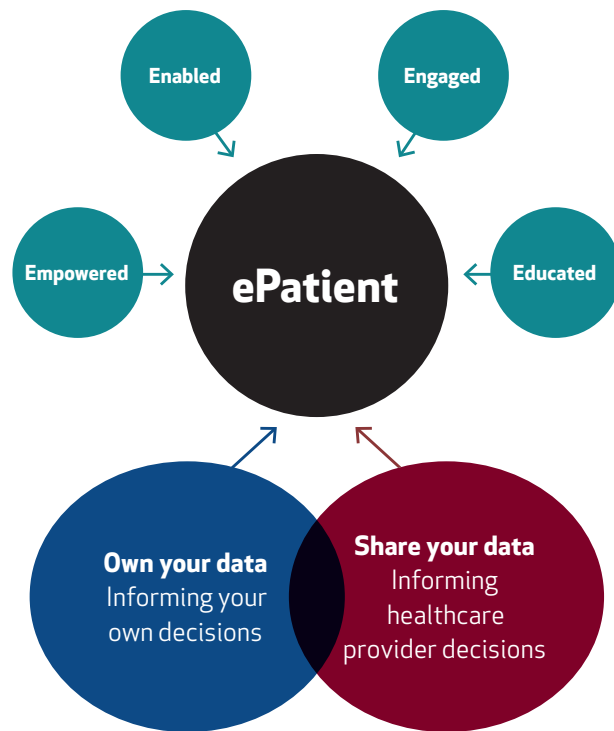 Enabled
Engaged
Empowered
ePatient
Educated
Own your data
Informing your
own decisions
Share your data
Informing
healthcare
provider decisions